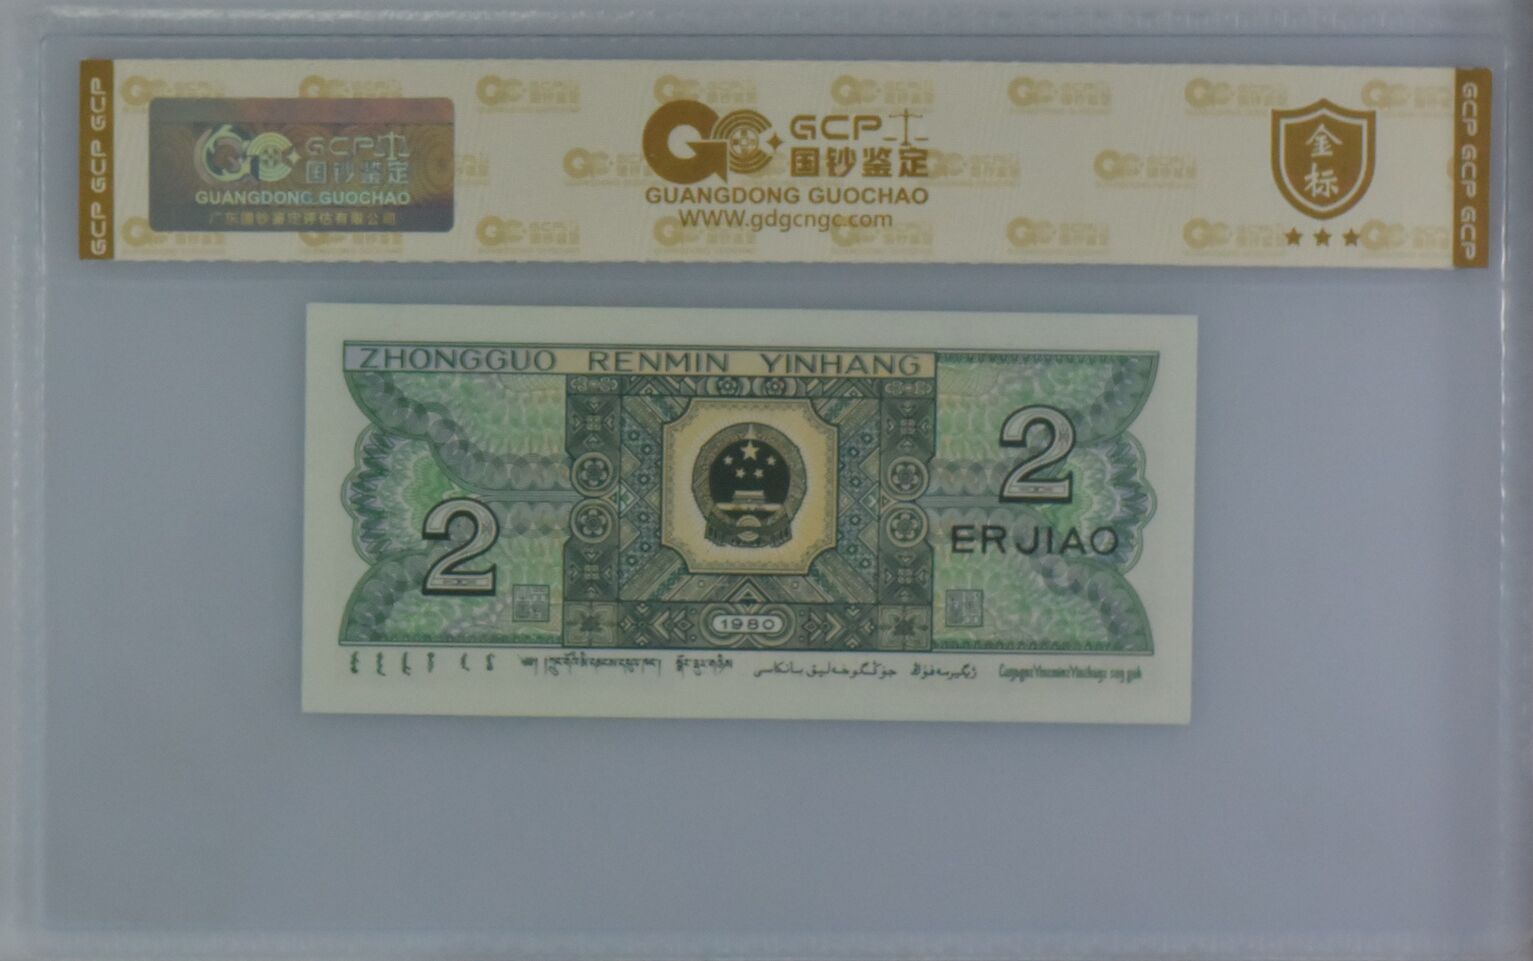 GCP GCP GCP
GCP 国钞鉴定
GUANGDONG GUOCHAO
广东国钞鉴定评估有限公司
GCP
国钞鉴定
GUANGDONG GUOCHAO
WWW.gdgcngc.com
金标
GCP GCP GCP
ZHONGGUO RENMIN YINHANG
2
2
ER JIAO
1980